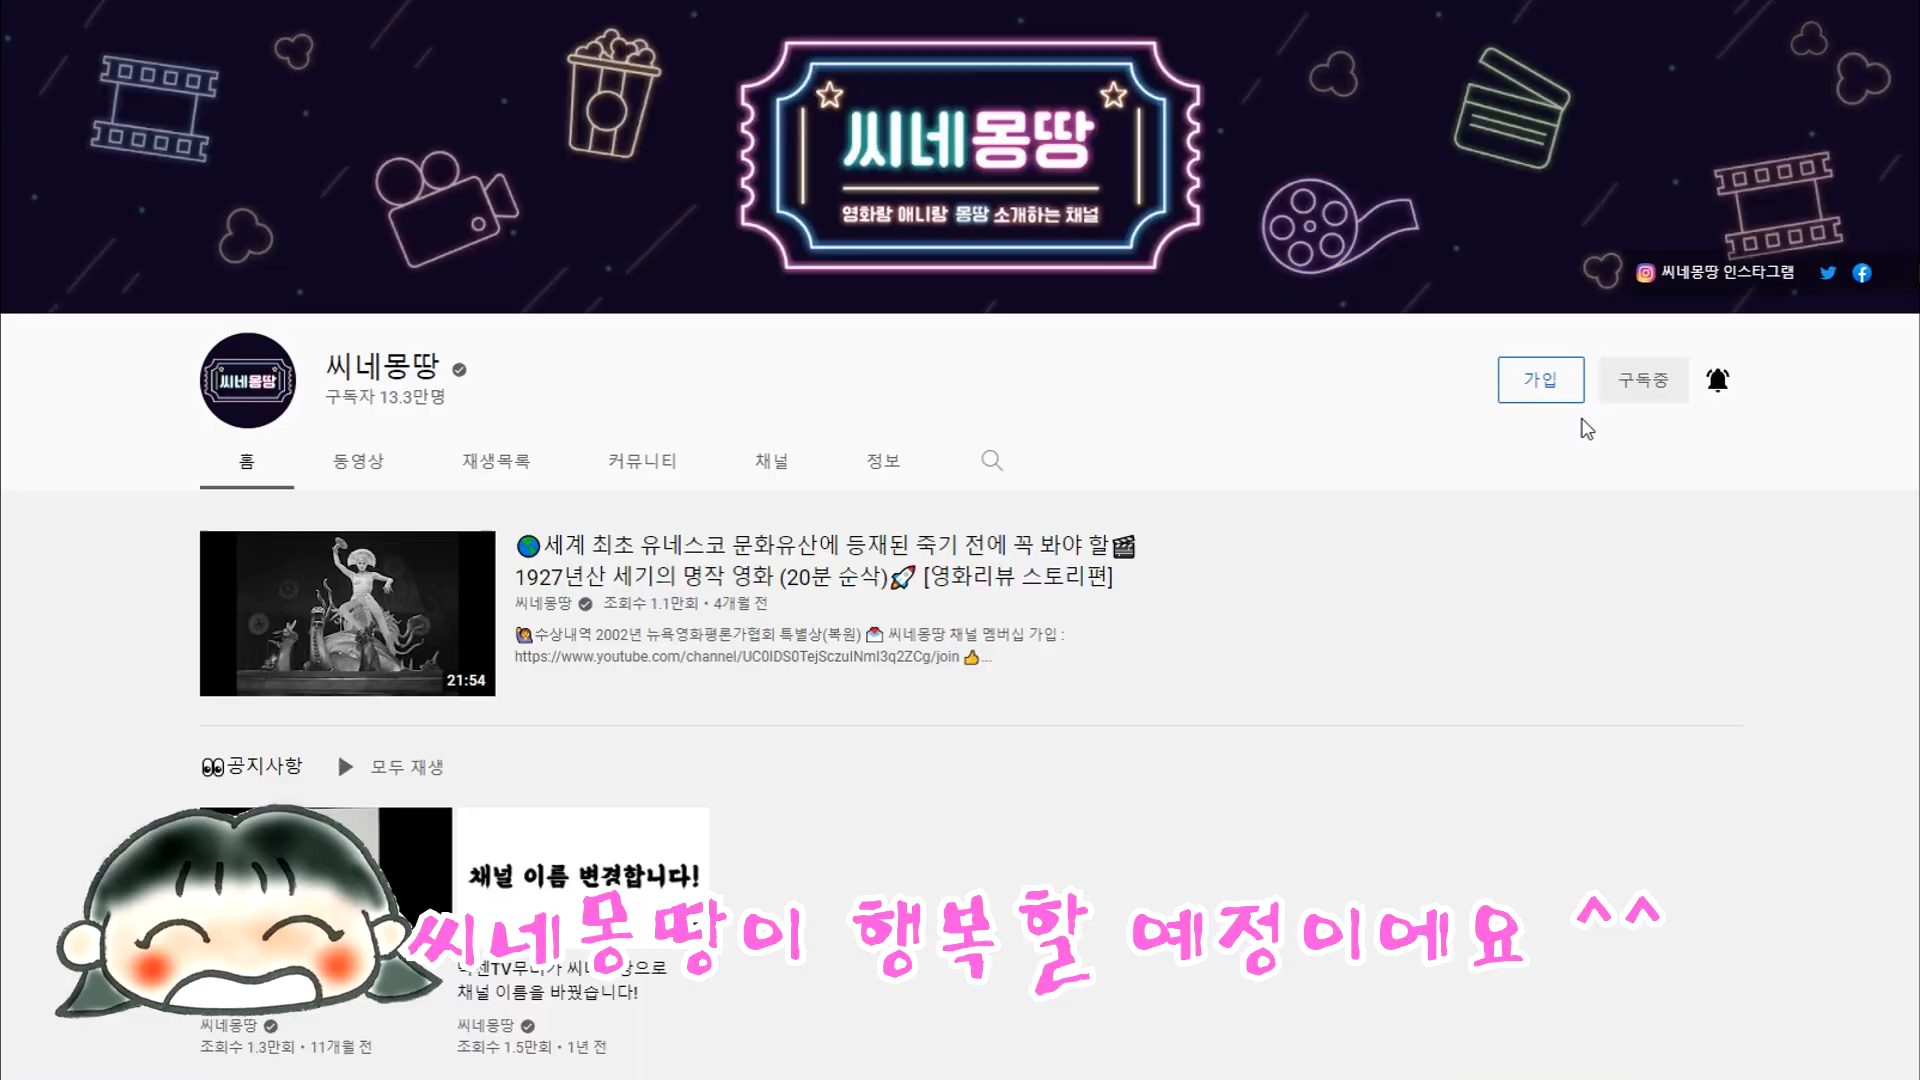 씨네몽땅
영화랑 애니랑 몽땅 소개하는 채널
씨네몽땅 인스타그램
씨네몽땅
씨네몽땅
구독자 13.3만명
가입
구독중
홈 동영상 재생목록 커뮤니티 채널 정보
🌏세계 최초 유네스코 문화유산에 등재된 죽기 전에 꼭 봐야 할🎬
1927년산 세기의 명작 영화 (20분 순삭)🚀 [영화리뷰 스토리편]
씨네몽땅 조회수 1.1만회 • 4개월 전
🙋수상내역 2002년 뉴욕영화평론가협회 특별상(복원) 💌 씨네몽땅 채널 멤버십 가입 :
https://www.youtube.com/channel/UC0IDS0TejSczulNmI3q2ZCg/join 👍...
21:54
👀공지사항 ▶ 모두 재생
채널 이름 변경합니다!
씨네몽땅이 행복할 예정이에요 ^^
채널 이름을 바꿨습니다!
씨네몽땅
조회수 1.3만회 • 11개월 전
씨네몽땅
조회수 1.5만회 • 1년 전